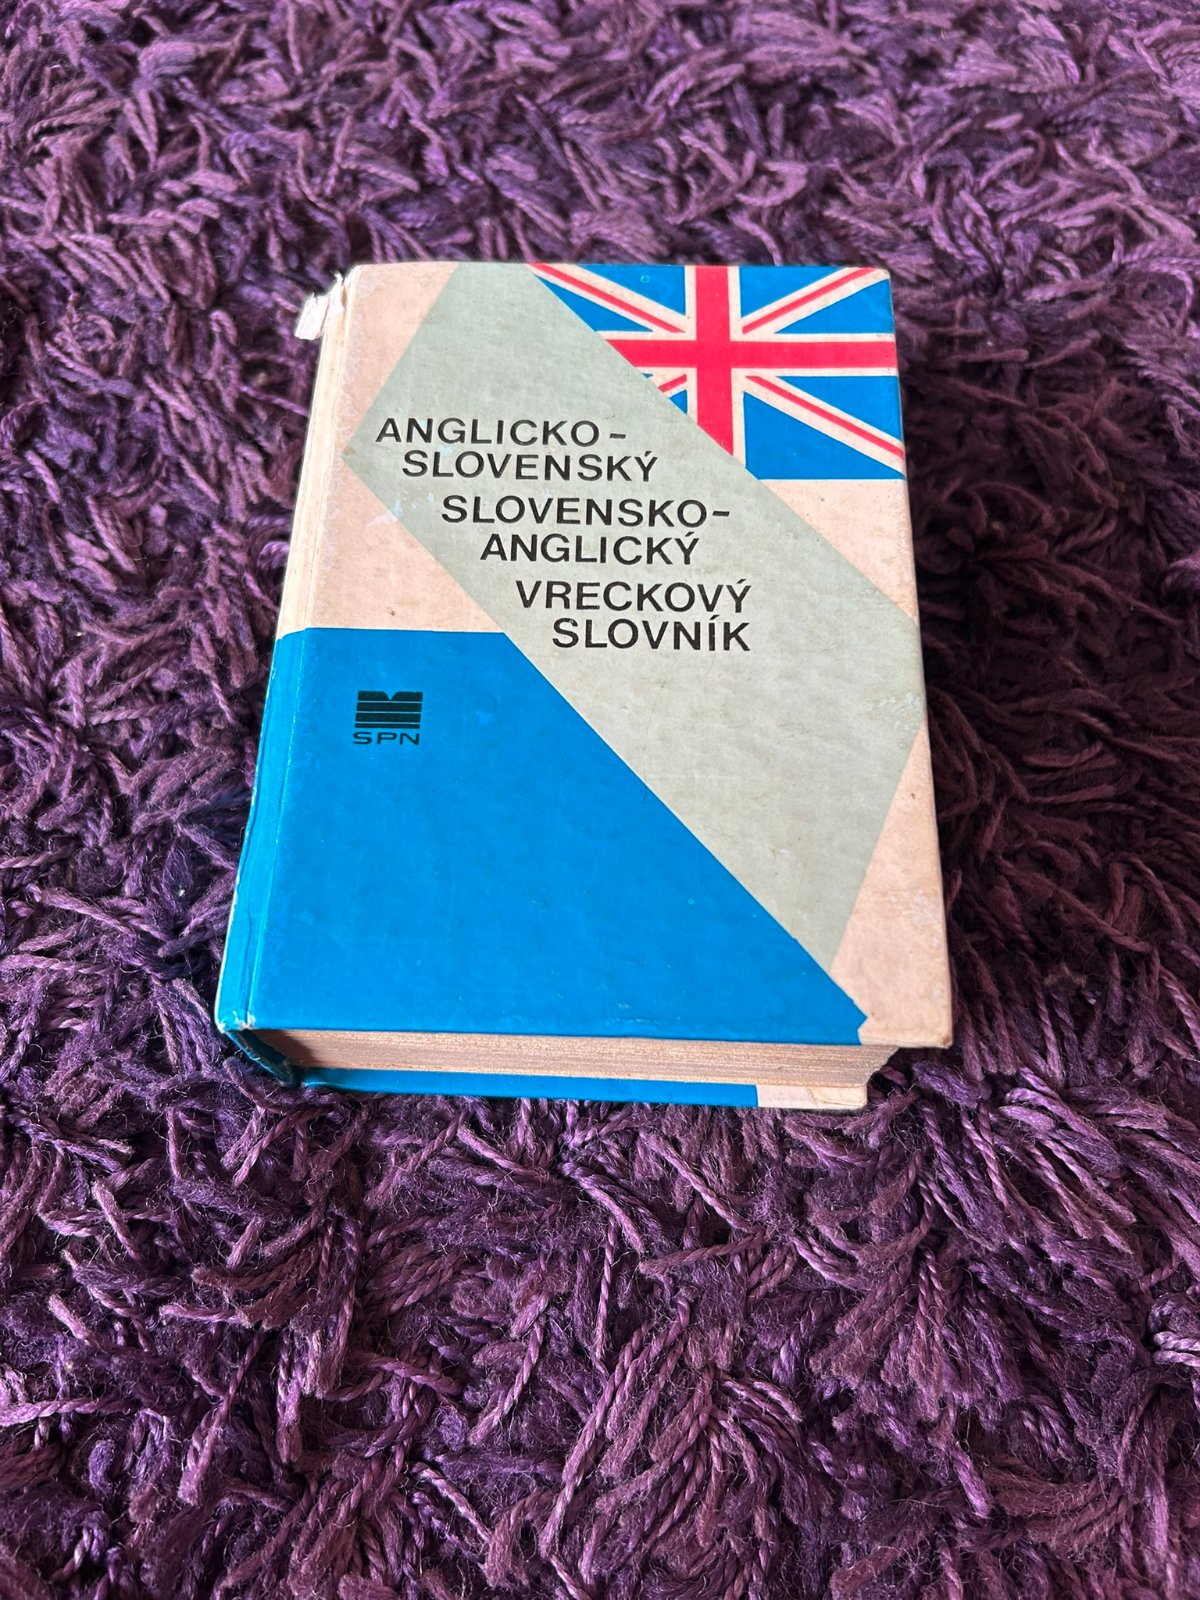 ANGLICKO-
SLOVENSKÝ
SLOVENSKO-
ANGLICKÝ
VRECKOVÝ
SLOVNÍK
SPN